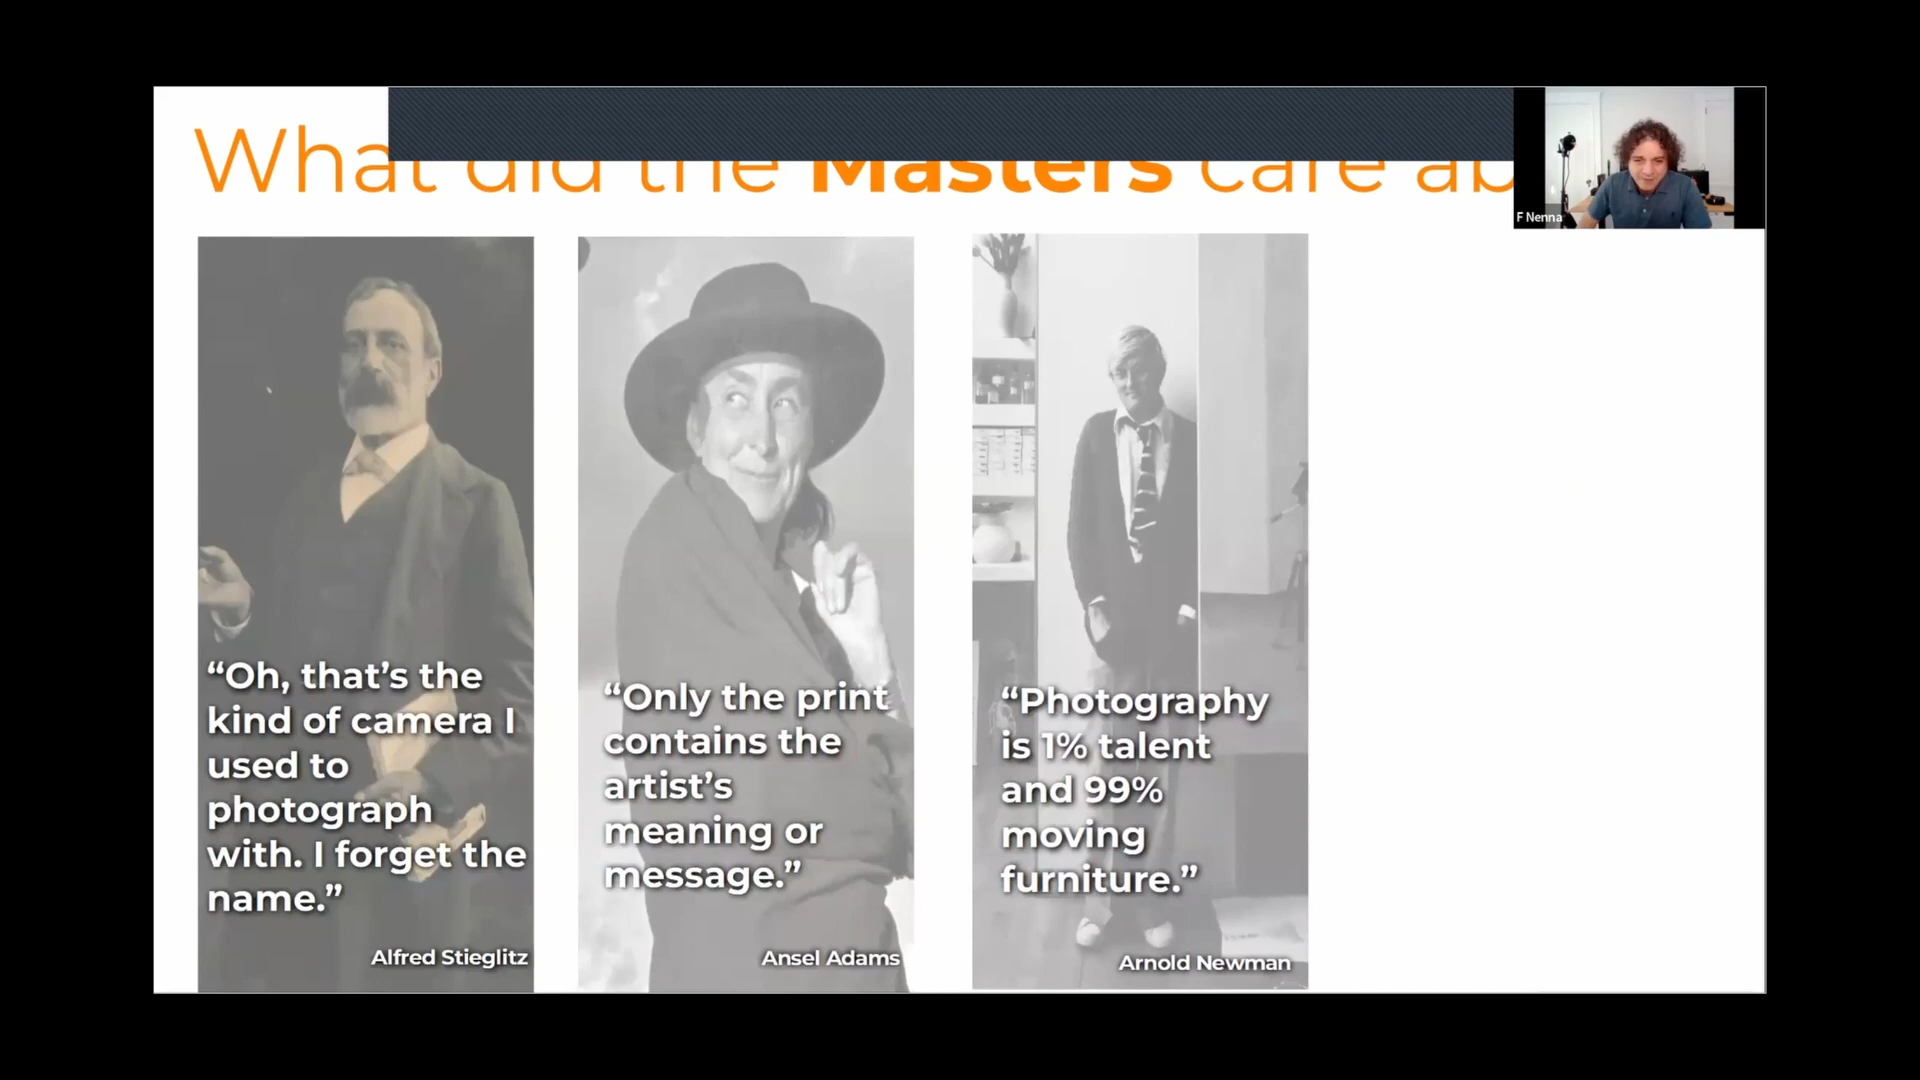 What did the Masters care ab
F Nenna
“Oh, that’s the
kind of camera I
used to
photograph
with. I forget the
name.”
Alfred Stieglitz
“Only the print
contains the
artist’s
meaning or
message.”
Ansel Adams
“Photography
is 1% talent
and 99%
moving
furniture.”
Arnold Newman